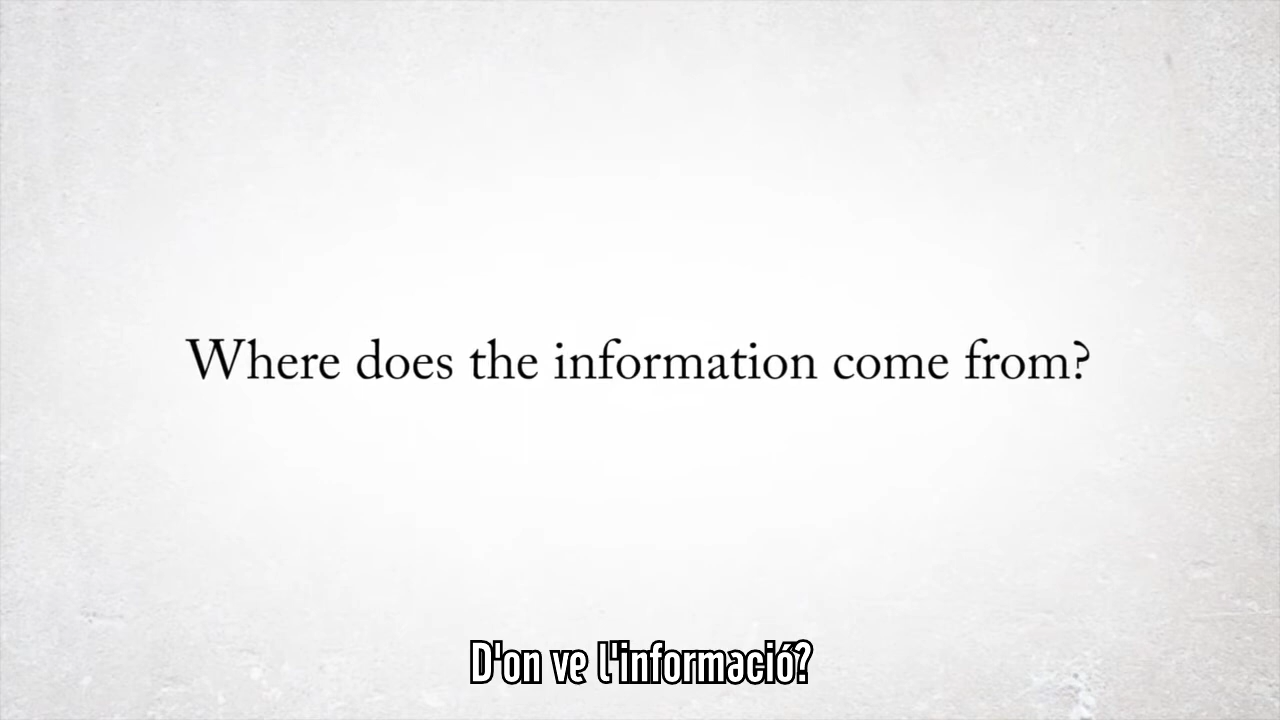 Where does the information come from?
D'on ve l'informació?